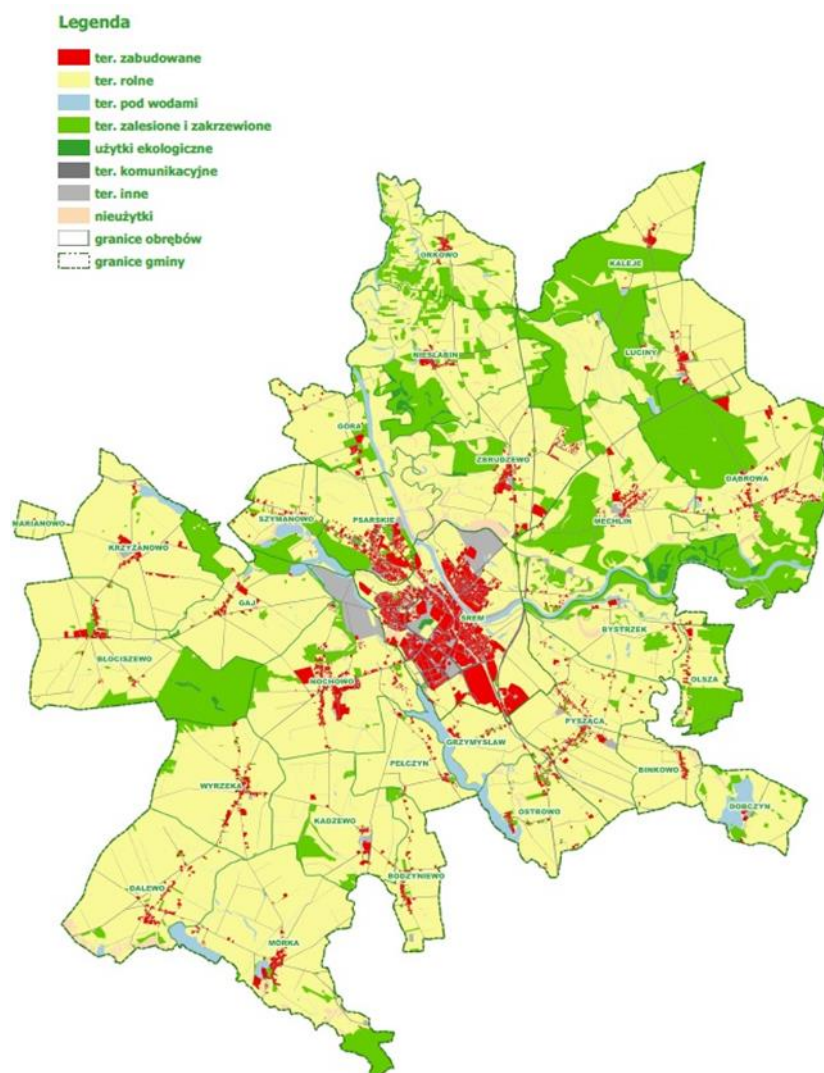 Legenda
ter. zabudowane
ter. rolne
ter. pod wodami
ter. zalesione i zakrzewione
użytki ekologiczne
ter. komunikacyjne
ter. inne
nieużytki
granice obrębów
granice gminy
ORKOWO
KALEJE
NIESŁABIN
LUCINY
GÓRA
ZBRUDZEWO
DĄBROWA
MARIANOWO
SZYMANOWO
PSARSKIE
MECHLIN
KRZYŻANOWO
GAJ
ŚREM
BYSTRZEK
BŁOCISZEWO
NOCHOWO
OLSZA
PYSZĄCA
GRZYMYSŁAW
PEŁCZYN
BINKOWO
WYRZEKA
DOBCZYN
OSTROWO
KADZEWO
BODZYNIEWO
DALEWO
MÓRKA